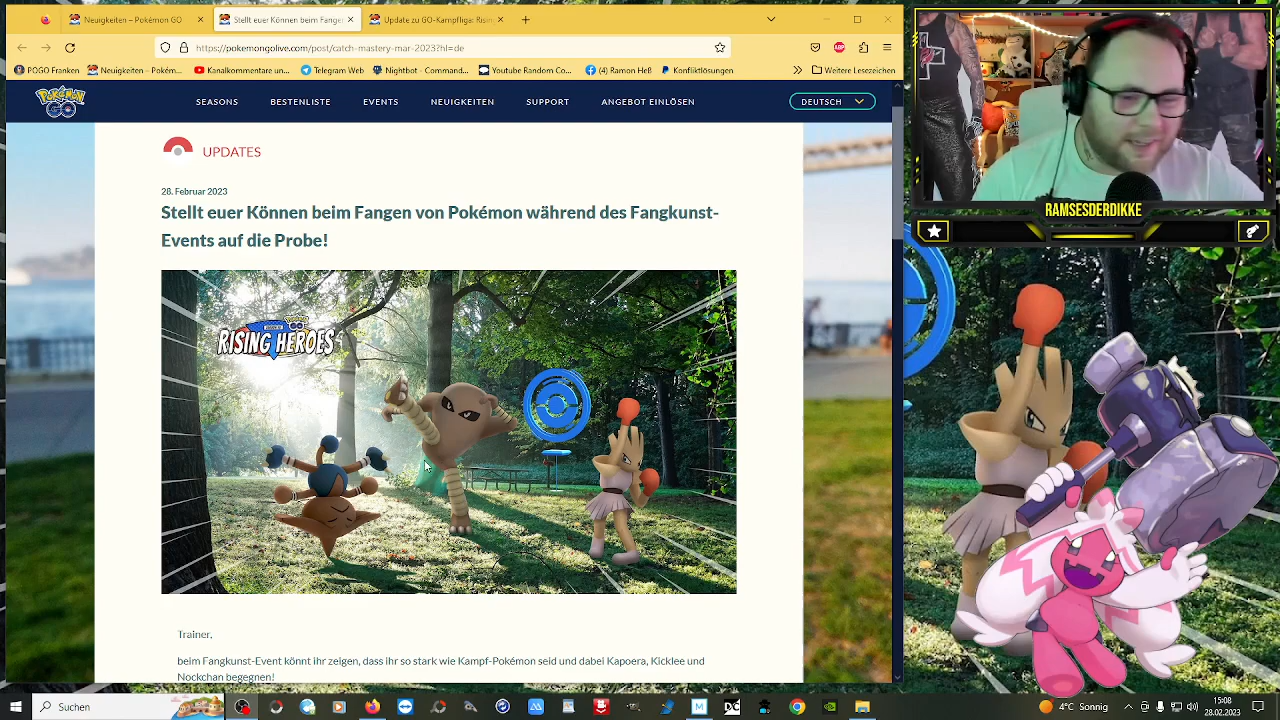 Neuigkeiten – Pokémon GO
Stellt euer Können beim Fangen
Update zu GO-Kampfliga: Rising
https://pokemongolive.com/post/catch-mastery-mar-2023?hl=de
POGO Franken
Neuigkeiten – Pokém...
Kanalkommentare un...
Telegram Web
Nightbot - Command...
Youtube Random Co...
(4) Ramon Heß
Konfliktlösungen
Weitere Lesezeichen
POKÉMON GO
SEASONS
BESTENLISTE
EVENTS
NEUIGKEITEN
SUPPORT
ANGEBOT EINLÖSEN
DEUTSCH
UPDATES
28. Februar 2023
Stellt euer Können beim Fangen von Pokémon während des Fangkunst-
Events auf die Probe!
RISING HEROES
Trainer,
beim Fangkunst-Event könnt ihr zeigen, dass ihr so stark wie Kampf-Pokémon seid und dabei Kapoera, Kicklee und
Nockchan begegnen!
RAMSESDERDIKKE
Suchen
4°C Sonnig
15:08
28.02.2023